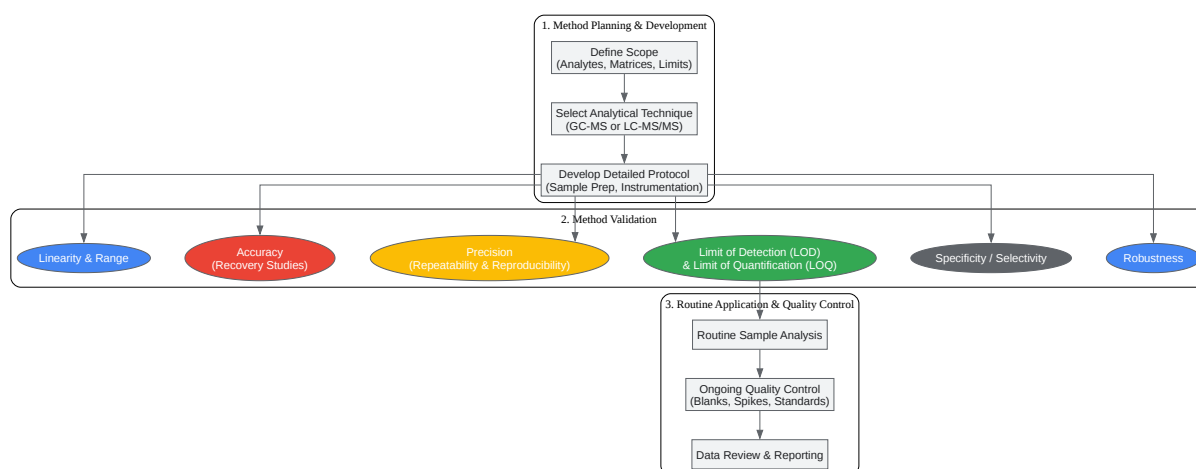 1. Method Planning & Development
Define Scope
(Analytes, Matrices, Limits)
Select Analytical Technique
(GC-MS or LC-MS/MS)
Develop Detailed Protocol
(Sample Prep, Instrumentation)
2. Method Validation
Linearity & Range
Accuracy
(Recovery Studies)
Precision
(Repeatability & Reproducibility)
Limit of Detection (LOD)
& Limit of Quantification (LOQ)
Specificity / Selectivity
Robustness
3. Routine Application & Quality Control
Routine Sample Analysis
Ongoing Quality Control
(Blanks, Spikes, Standards)
Data Review & Reporting